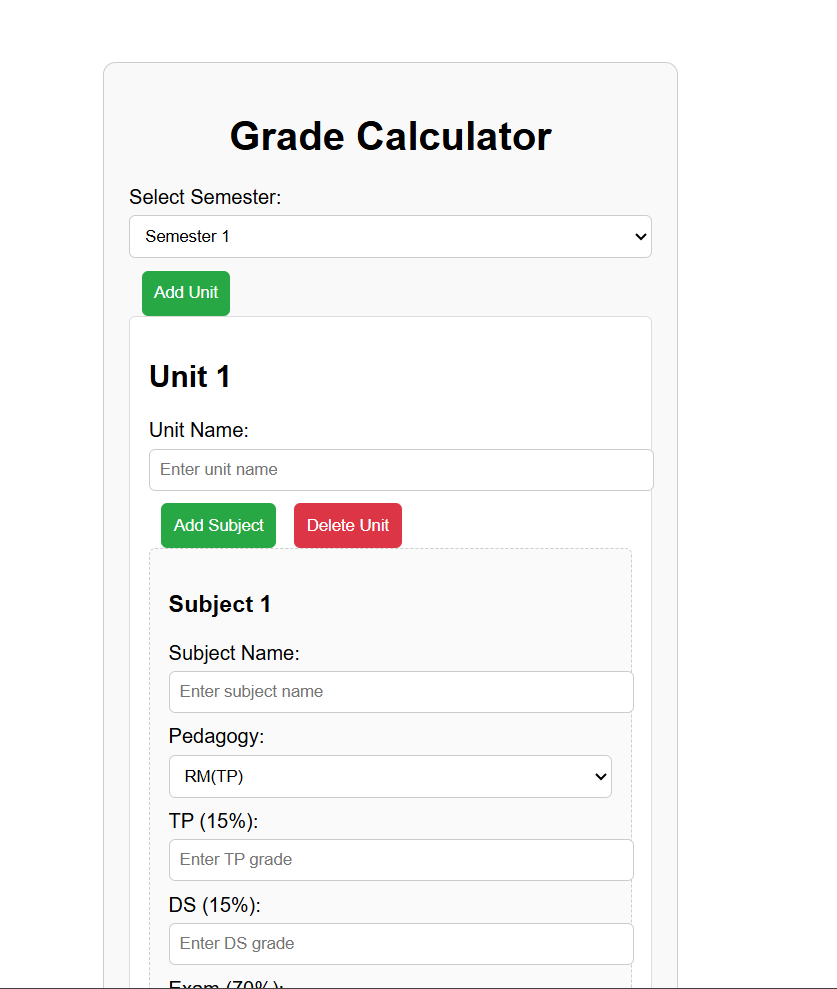 Grade Calculator
Select Semester:
Semester 1
Add Unit
Unit 1
Unit Name:
Enter unit name
Add Subject Delete Unit
Subject 1
Subject Name:
Enter subject name
Pedagogy:
RM(TP)
TP (15%):
Enter TP grade
DS (15%):
Enter DS grade
Exam (70%):